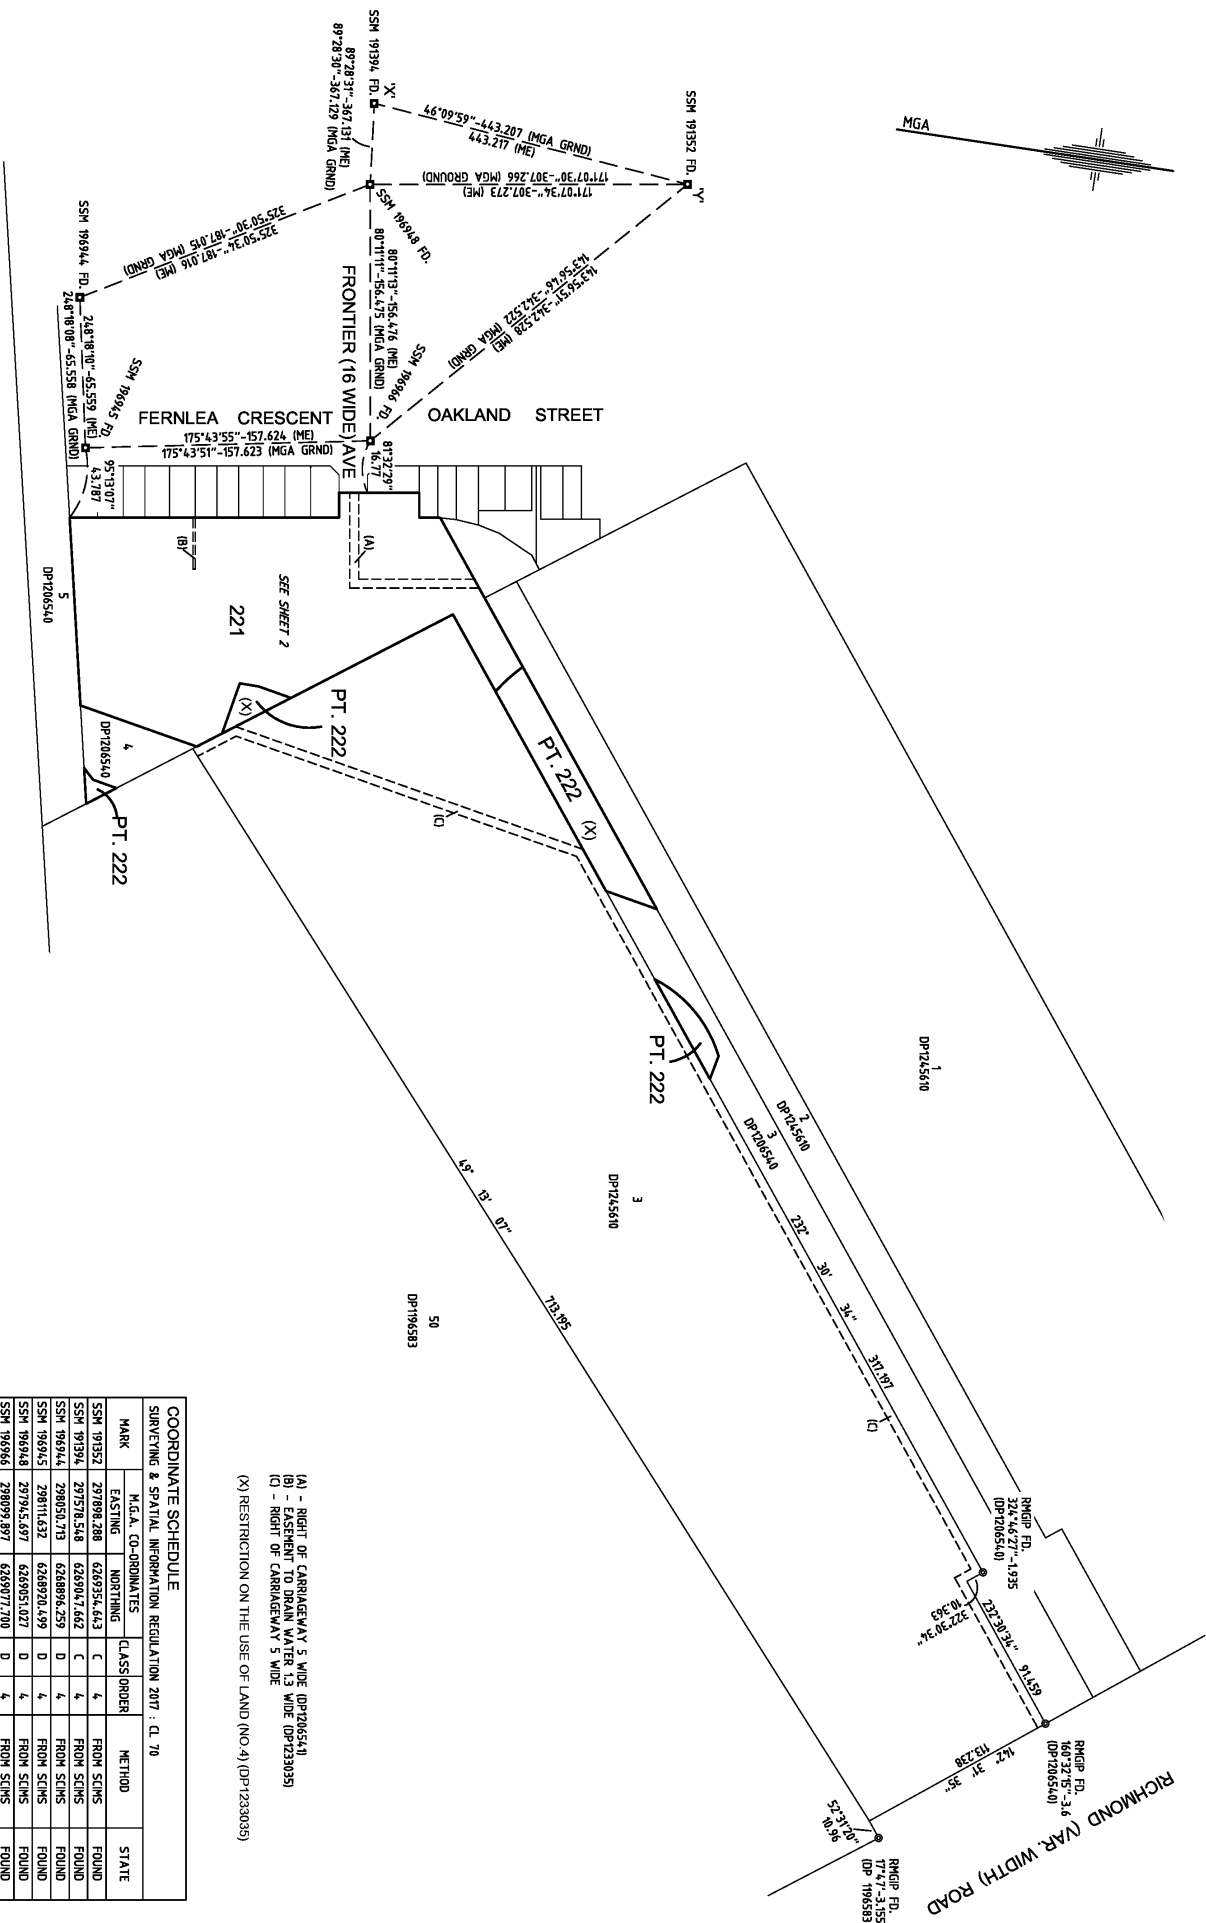 MGA
SSM 191352 FD.
'Y'
SSM 191394 FD.
'X'
46°09'59"-443.207 (MGA GRND)
443.217 (ME)
89°28'31"-367.131 (ME)
89°28'30"-367.129 (MGA GRND)
171°07'34"-307.273 (ME)
171°07'30"-307.266 (MGA GROUND)
SSM 196948 FD.
143°56'51"-342.528 (ME)
143°56'46"-342.522 (MGA GRND)
80°11'13"-156.476 (ME)
80°11'11"-156.475 (MGA GRND)
SSM 196966 FD.
325°50'34"-187.016 (ME)
325°50'30"-187.015 (MGA GRND)
SSM 196944 FD.
248°18'10"-65.559 (ME)
248°18'08"-65.558 (MGA GRND)
SSM 196945 FD.
FRONTIER (16 WIDE) AVE
FERNLEA CRESCENT
OAKLAND STREET
175°43'55"-157.624 (ME)
175°43'51"-157.623 (MGA GRND)
81°32'29"
16.77
95°13'07"
43.787
(A)
(B)
SEE SHEET 2
221
5
DP1206540
4
DP1206540
PT. 222
(X)
PT. 222
PT. 222
(X)
PT. 222
(C)
1
DP1245610
2
DP1245610
3
DP1206540
3
DP1245610
232° 30' 34" 317.197
(C)
49° 13' 07" 713.195
50
DP1196583
RMGIP FD.
324°46'27"-1.935
(DP1206540)
322°30'34"
10.363
232°30'34" 91.459
RMGIP FD.
160°32'15"-3.6
(DP1206540)
142° 31' 35"
113.238
52°31'20"
10.96
RMGIP FD.
17°47'-3.155
(DP 1196583
RICHMOND (VAR. WIDTH) ROAD
(A) - RIGHT OF CARRIAGEWAY 5 WIDE (DP1206541)
(B) - EASEMENT TO DRAIN WATER 1.3 WIDE (DP1233035)
(C) - RIGHT OF CARRIAGEWAY 5 WIDE
(X) RESTRICTION ON THE USE OF LAND (NO.4) (DP1233035)
COORDINATE SCHEDULE
SURVEYING & SPATIAL INFORMATION REGULATION 2017 : CL 70
MARK M.G.A. CO-ORDINATES CLASS ORDER METHOD STATE
EASTING NORTHING
SSM 191352 297898.288 6269354.643 C 4 FROM SCIMS FOUND
SSM 191394 297578.548 6269047.662 C 4 FROM SCIMS FOUND
SSM 196944 298050.713 6268896.259 D 4 FROM SCIMS FOUND
SSM 196945 298111.632 6268920.499 D 4 FROM SCIMS FOUND
SSM 196948 297945.697 6269051.027 D 4 FROM SCIMS FOUND
SSM 196966 298099.897 6269077.700 D 4 FROM SCIMS FOUND